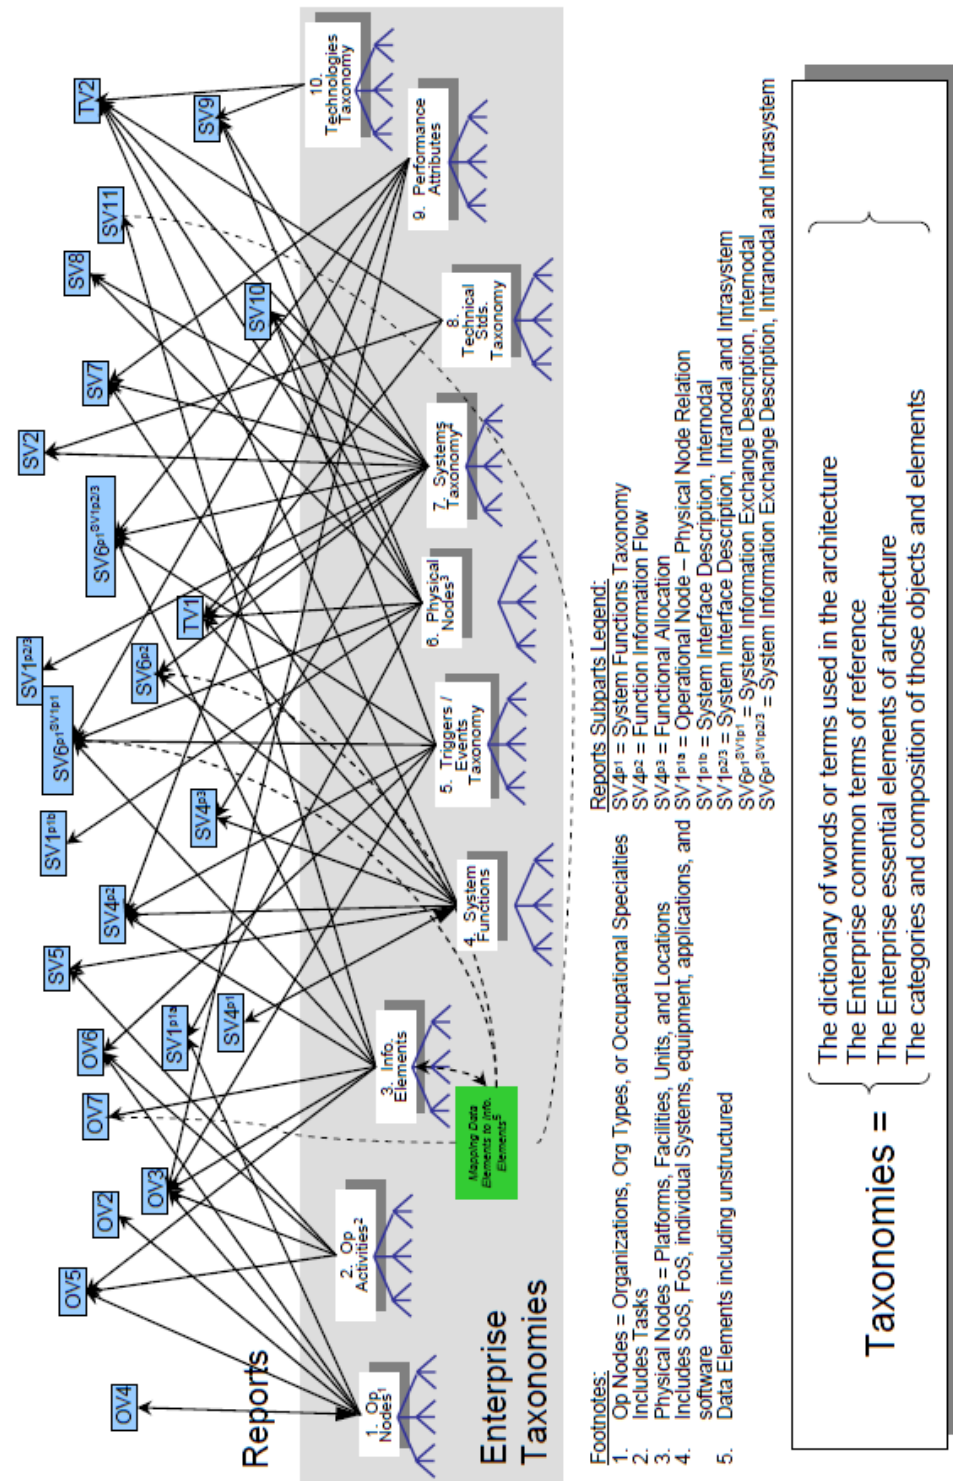 Reports
OV4
OV5
OV2
OV3
OV7
OV6
SV1p1a
SV4p1
SV5
SV4p2
SV4p3
SV1p1b
SV6p1SV1p1
SV1p2/3
SV6p2
TV1
SV6p1SV1p2/3
SV2
SV7
SV10
SV8
SV11
SV9
TV2
Enterprise
Taxonomies
1. Op
Nodes1
2. Op
Activities2
3. Info.
Elements
Mapping Data
Elements to Info.
Elements5
4. System
Functions
5. Triggers /
Events
Taxonomy
6. Physical
Nodes3
7. Systems
Taxonomy4
8.
Technical
Stds.
Taxonomy
9. Performance
Attributes
10.
Technologies
Taxonomy
Footnotes:
1. Op Nodes = Organizations, Org Types, or Occupational Specialties
2. Includes Tasks
3. Physical Nodes = Platforms, Facilities, Units, and Locations
4. Includes SoS, FoS, individual Systems, equipment, applications, and
software
5. Data Elements including unstructured
Reports Subparts Legend:
SV4p1 = System Functions Taxonomy
SV4p2 = Function Information Flow
SV4p3 = Functional Allocation
SV1p1a = Operational Node – Physical Node Relation
SV1p1b = System Interface Description, Internodal
SV1p2/3 = System Interface Description, Intranodal and Intrasystem
SV6p1SV1p1 = System Information Exchange Description, Internodal
SV6p1SV1p2/3 = System Information Exchange Description, Intranodal and Intrasystem
Taxonomies =
The dictionary of words or terms used in the architecture
The Enterprise common terms of reference
The Enterprise essential elements of architecture
The categories and composition of those objects and elements